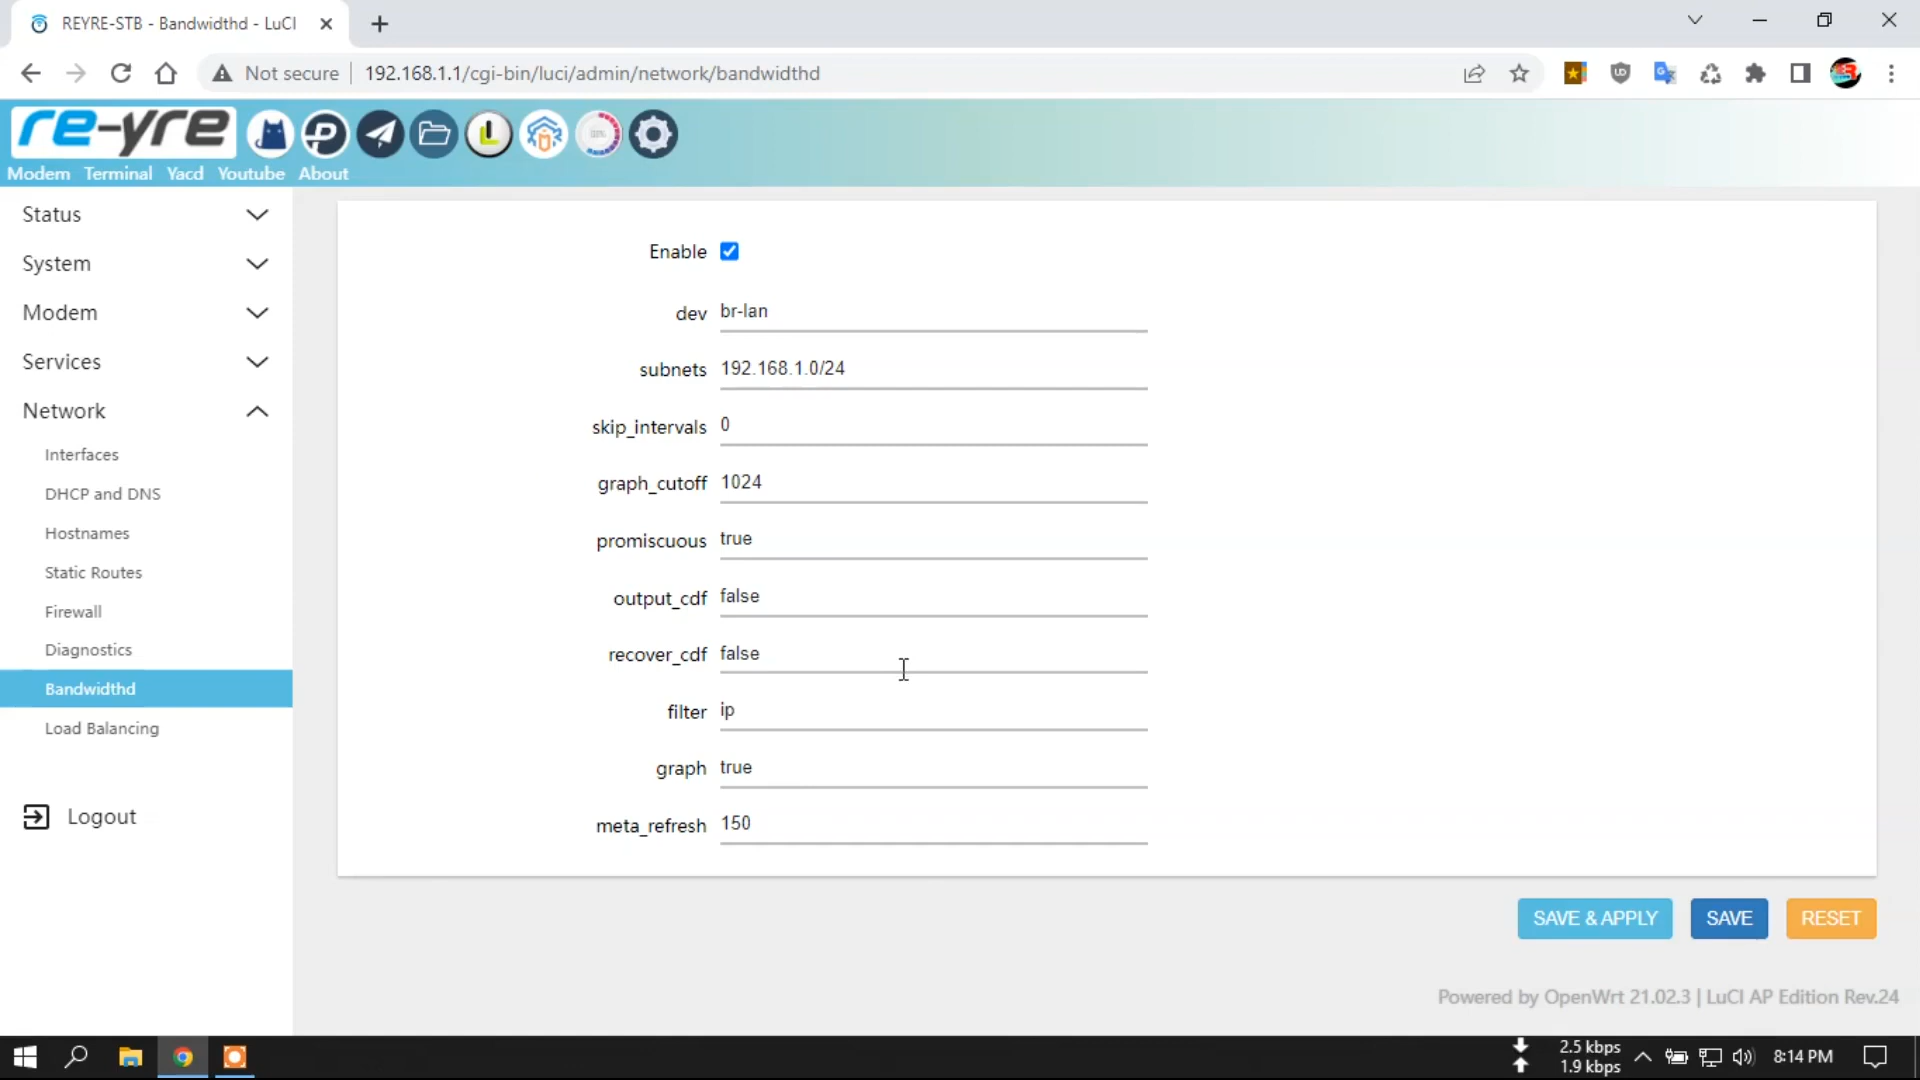 REYRE-STB - Bandwidthd - LuCI
Not secure 192.168.1.1/cgi-bin/luci/admin/network/bandwidthd
re-yre
Modem Terminal Yacd Youtube About
Status
System
Modem
Services
Network
Interfaces
DHCP and DNS
Hostnames
Static Routes
Firewall
Diagnostics
Bandwidthd
Load Balancing
Logout
Enable
dev br-lan
subnets 192.168.1.0/24
skip_intervals 0
graph_cutoff 1024
promiscuous true
output_cdf false
recover_cdf false
filter ip
graph true
meta_refresh 150
SAVE & APPLY SAVE RESET
Powered by OpenWrt 21.02.3 | LuCI AP Edition Rev.24
2.5 kbps
1.9 kbps
8:14 PM